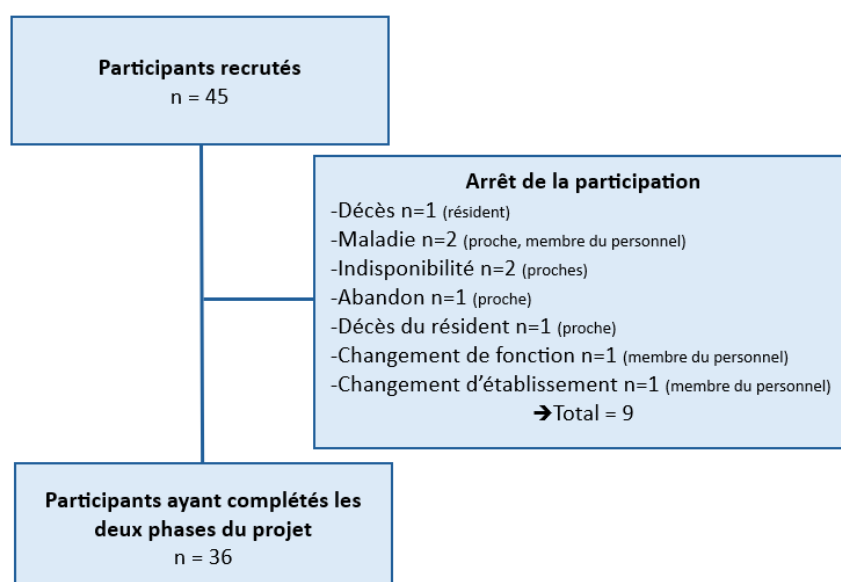 Participants recrutés
n = 45
Arrêt de la participation
-Décès n=1 (résident)
-Maladie n=2 (proche, membre du personnel)
-Indisponibilité n=2 (proches)
-Abandon n=1 (proche)
-Décès du résident n=1 (proche)
-Changement de fonction n=1 (membre du personnel)
-Changement d’établissement n=1 (membre du personnel)
➔Total = 9
Participants ayant complétés les
deux phases du projet
n = 36